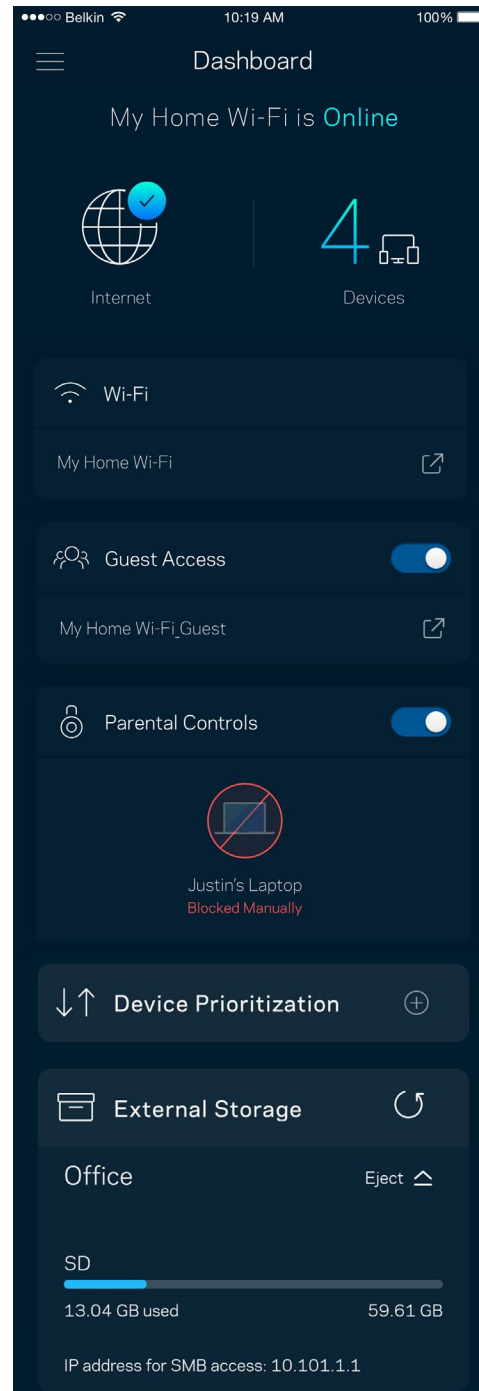 Belkin 10:19 AM 100%
Dashboard
My Home Wi-Fi is Online
4
Internet Devices
Wi-Fi
My Home Wi-Fi
Guest Access
My Home Wi-Fi_Guest
Parental Controls
Justin's Laptop
Blocked Manually
Device Prioritization
External Storage
Office Eject
SD
13.04 GB used 59.61 GB
IP address for SMB access: 10.101.1.1